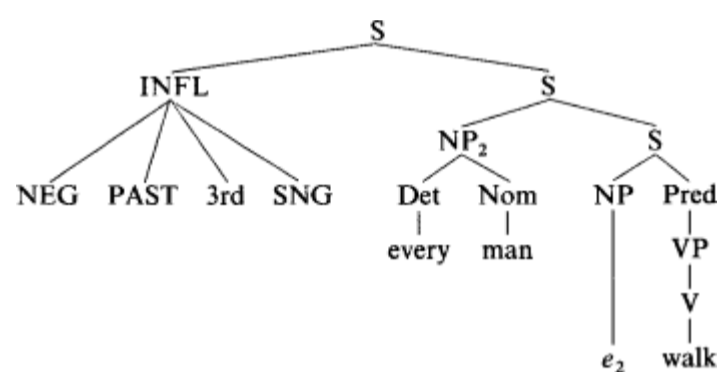 S
INFL S
NP₂ S
NEG PAST 3rd SNG Det Nom NP Pred
every man VP
V
e₂ walk